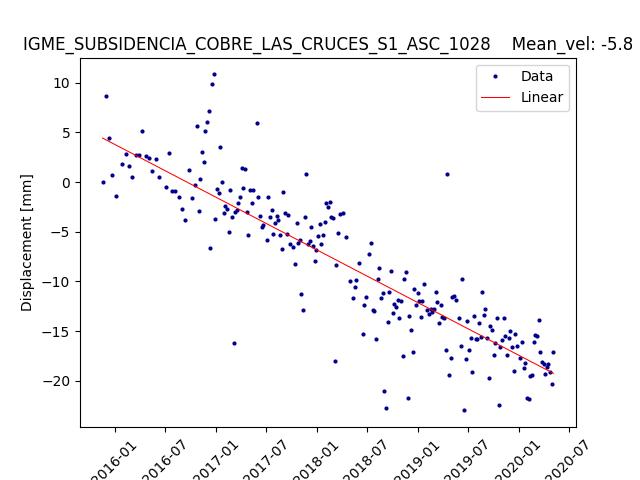 IGME_SUBSIDENCIA_COBRE_LAS_CRUCES_S1_ASC_1028    Mean_vel: -5.8
Data
Linear
Displacement [mm]
10
5
0
−5
−10
−15
−20
2016-01 2016-07 2017-01 2017-07 2018-01 2018-07 2019-01 2019-07 2020-01 2020-07